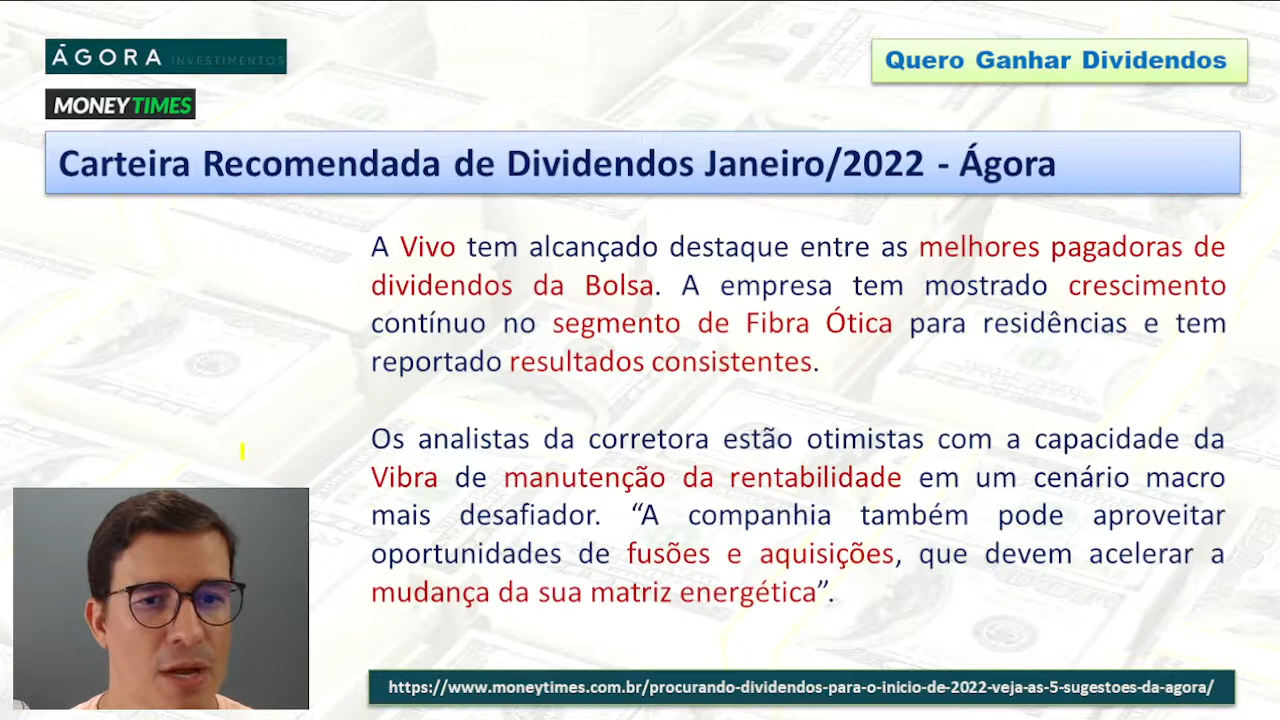 ÁGORA INVESTIMENTOS
Quero Ganhar Dividendos
MONEYTIMES
Carteira Recomendada de Dividendos Janeiro/2022 - Ágora
A Vivo tem alcançado destaque entre as melhores pagadoras de
dividendos da Bolsa. A empresa tem mostrado crescimento
contínuo no segmento de Fibra Ótica para residências e tem
reportado resultados consistentes.
Os analistas da corretora estão otimistas com a capacidade da
Vibra de manutenção da rentabilidade em um cenário macro
mais desafiador. “A companhia também pode aproveitar
oportunidades de fusões e aquisições, que devem acelerar a
mudança da sua matriz energética”.
https://www.moneytimes.com.br/procurando-dividendos-para-o-inicio-de-2022-veja-as-5-sugestoes-da-agora/